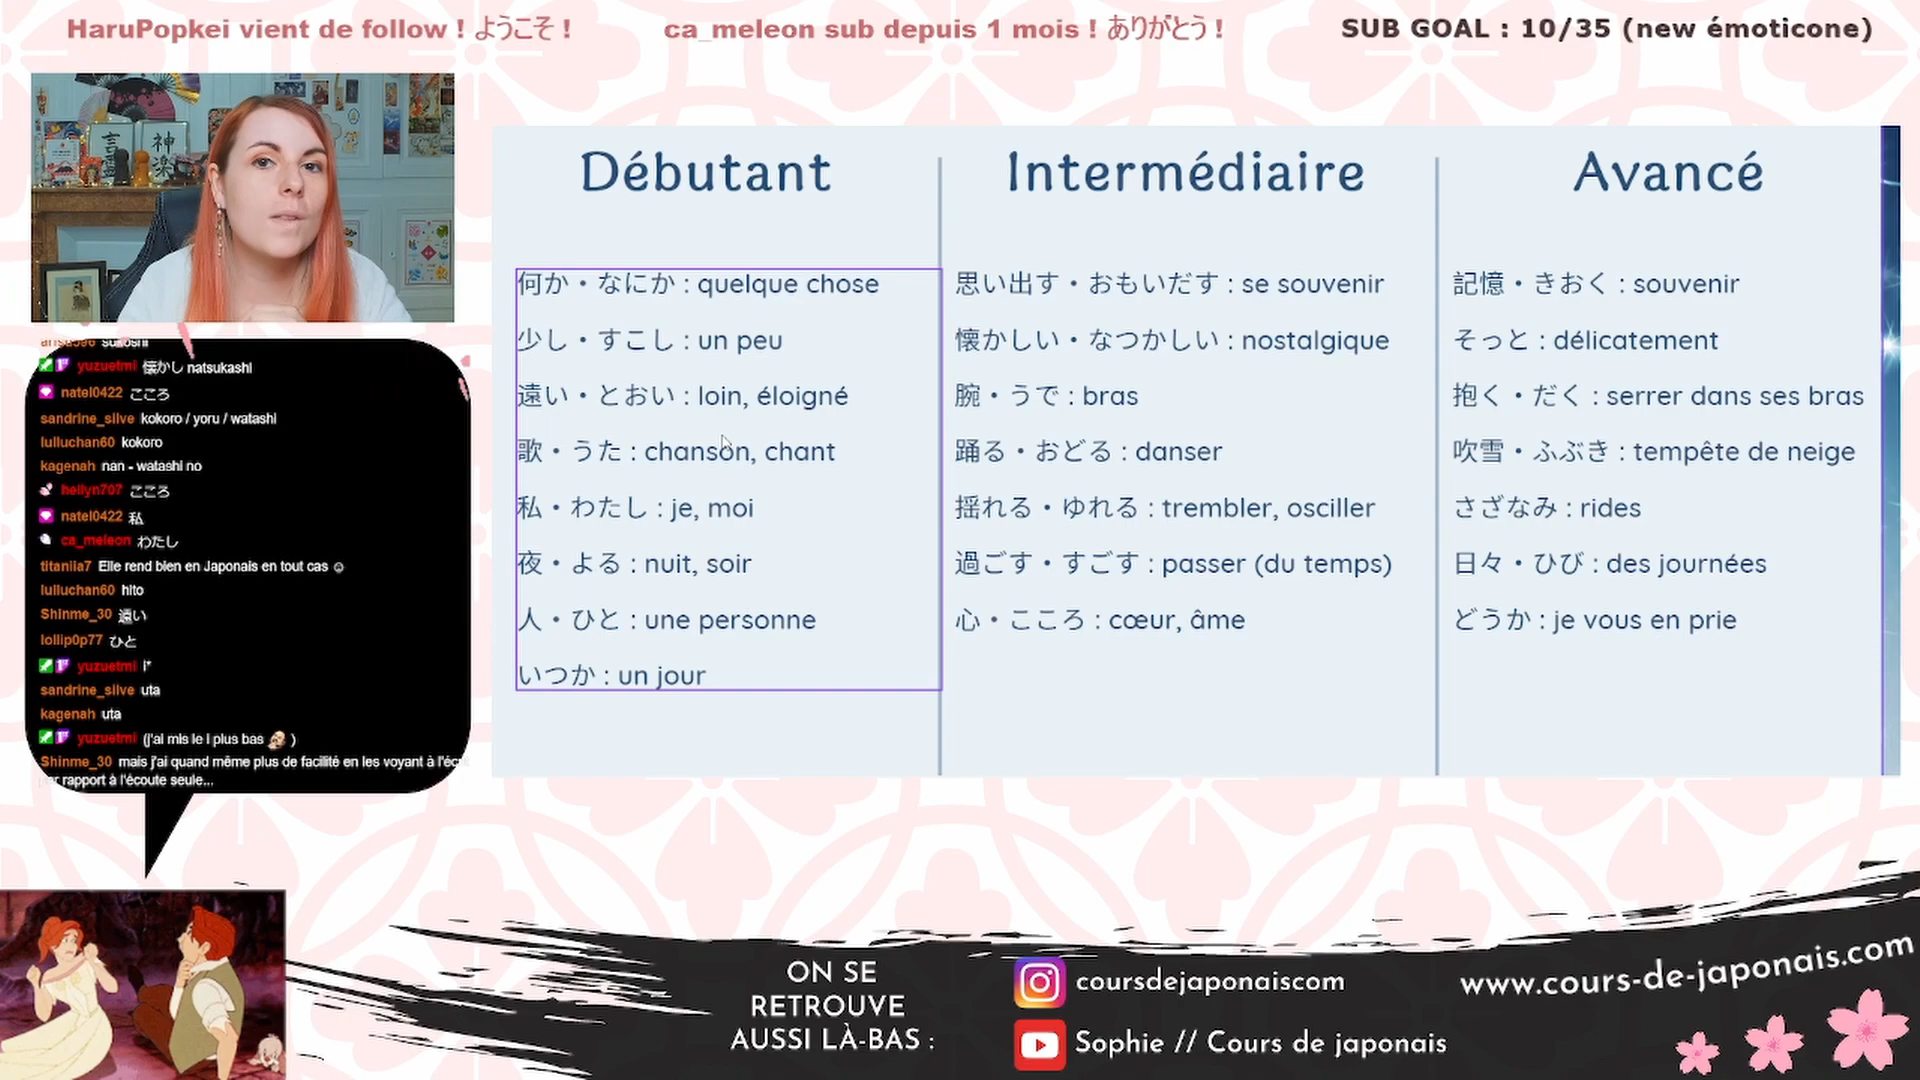 HaruPopkei vient de follow ! ようこそ !
ca_meleon sub depuis 1 mois ! ありがとう !
SUB GOAL : 10/35 (new émoticone)
Débutant
何か・なにか : quelque chose
少し・すこし : un peu
遠い・とおい : loin, éloigné
歌・うた : chanson, chant
私・わたし : je, moi
夜・よる : nuit, soir
人・ひと : une personne
いつか : un jour
Intermédiaire
思い出す・おもいだす : se souvenir
懐かしい・なつかしい : nostalgique
腕・うで : bras
踊る・おどる : danser
揺れる・ゆれる : trembler, osciller
過ごす・すごす : passer (du temps)
心・こころ : cœur, âme
Avancé
記憶・きおく : souvenir
そっと : délicatement
抱く・だく : serrer dans ses bras
吹雪・ふぶき : tempête de neige
さざなみ : rides
日々・ひび : des journées
どうか : je vous en prie
神楽
sukoshi
yuzuetmi 懐かし natsukashi
natel0422 こころ
sandrine_silve kokoro / yoru / watashi
lulluchan60 kokoro
kagenah nan - watashi no
hellyn707 こころ
natel0422 私
ca_meleon わたし
titaniia7 Elle rend bien en Japonais en tout cas
lulluchan60 hito
Shinme_30 遠い
lollip0p77 ひと
yuzuetmi i*
sandrine_silve uta
kagenah uta
yuzuetmi (j'ai mis le i plus bas )
Shinme_30 mais j'ai quand même plus de facilité en les voyant à
rapport à l'écoute seule...
ON SE
RETROUVE
AUSSI LÀ-BAS :
coursdejaponaiscom
Sophie // Cours de japonais
www.cours-de-japonais.com